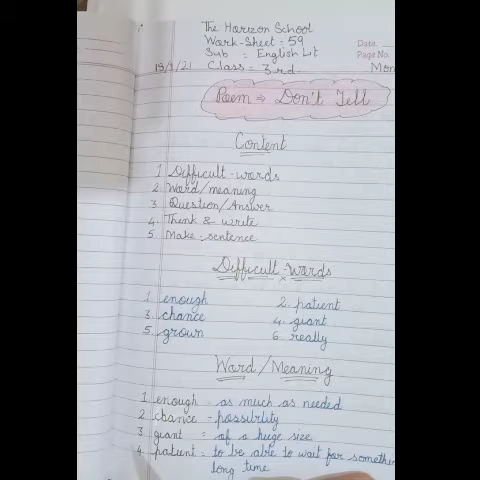 The Horizon School
Work-Sheet : 59
Date.
Sub = English Lit
Page No.
18/1/21 Class = 3rd. Mon
Poem ⇒ Don't Tell
Content
1 Difficult-words
2. Word/meaning
3 Question/Answer
4. Think & write
5 Make-sentence
Difficult-Words
1 enough 2. patient
3. chance 4. giant
5. grown 6 really
Word/Meaning
1 enough = as much as needed
2 chance - possibility
3 giant = of a huge size
4 patient = to be able to wait for somethin
long time